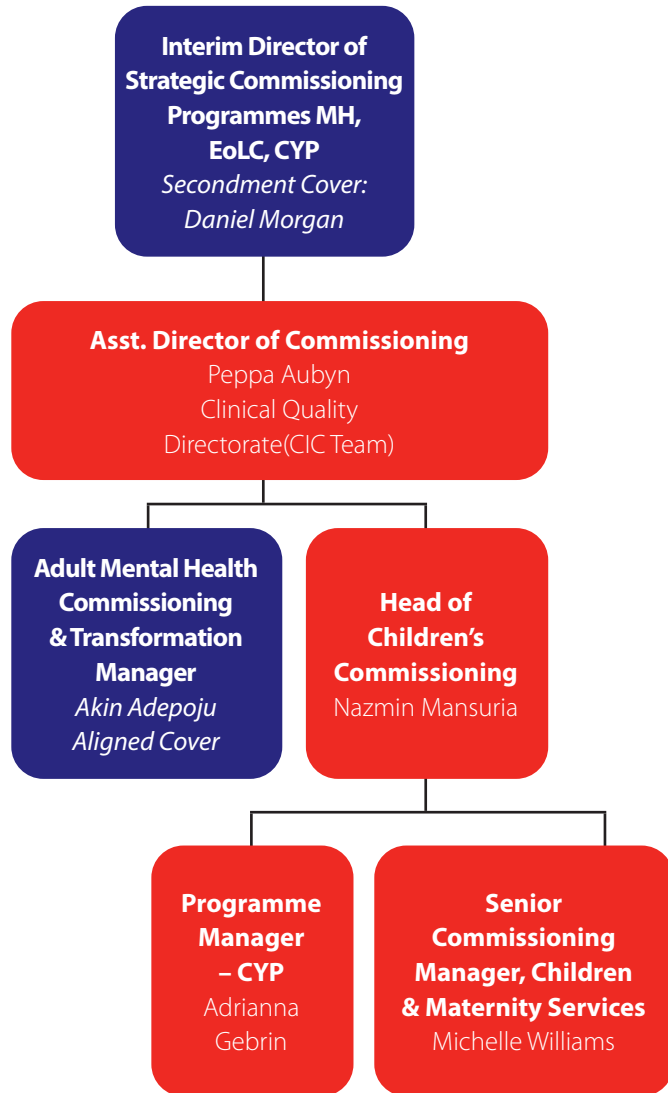 Interim Director of
Strategic Commissioning
Programmes MH,
EoLC, CYP
Secondment Cover:
Daniel Morgan
Asst. Director of Commissioning
Peppa Aubyn
Clinical Quality
Directorate(CIC Team)
Adult Mental Health
Commissioning
& Transformation
Manager
Akin Adepoju
Aligned Cover
Head of
Children’s
Commissioning
Nazmin Mansuria
Programme
Manager
– CYP
Adrianna
Gebrin
Senior
Commissioning
Manager, Children
& Maternity Services
Michelle Williams